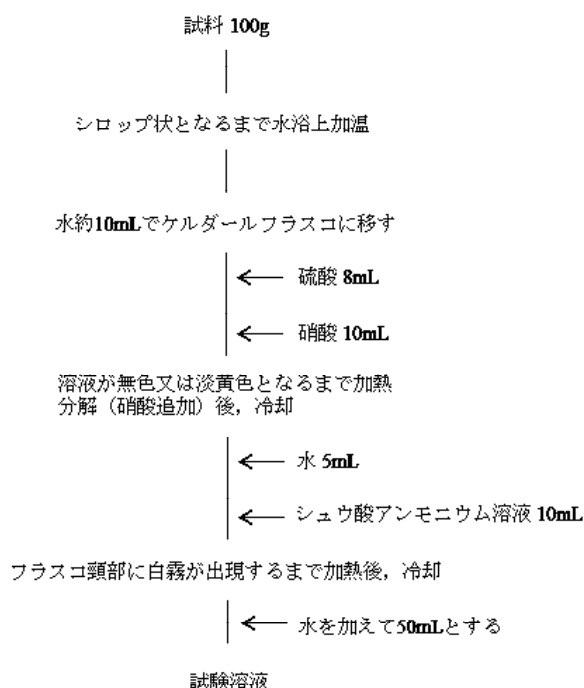 試料 100g
シロップ状となるまで水浴上加温
水約10mLでケルダールフラスコに移す
硫酸 8mL
硝酸 10mL
溶液が無色又は淡黄色となるまで加熱
分解（硝酸追加）後，冷却
水 5mL
シュウ酸アンモニウム溶液 10mL
フラスコ頸部に白霧が出現するまで加熱後，冷却
水を加えて50mLとする
試験溶液